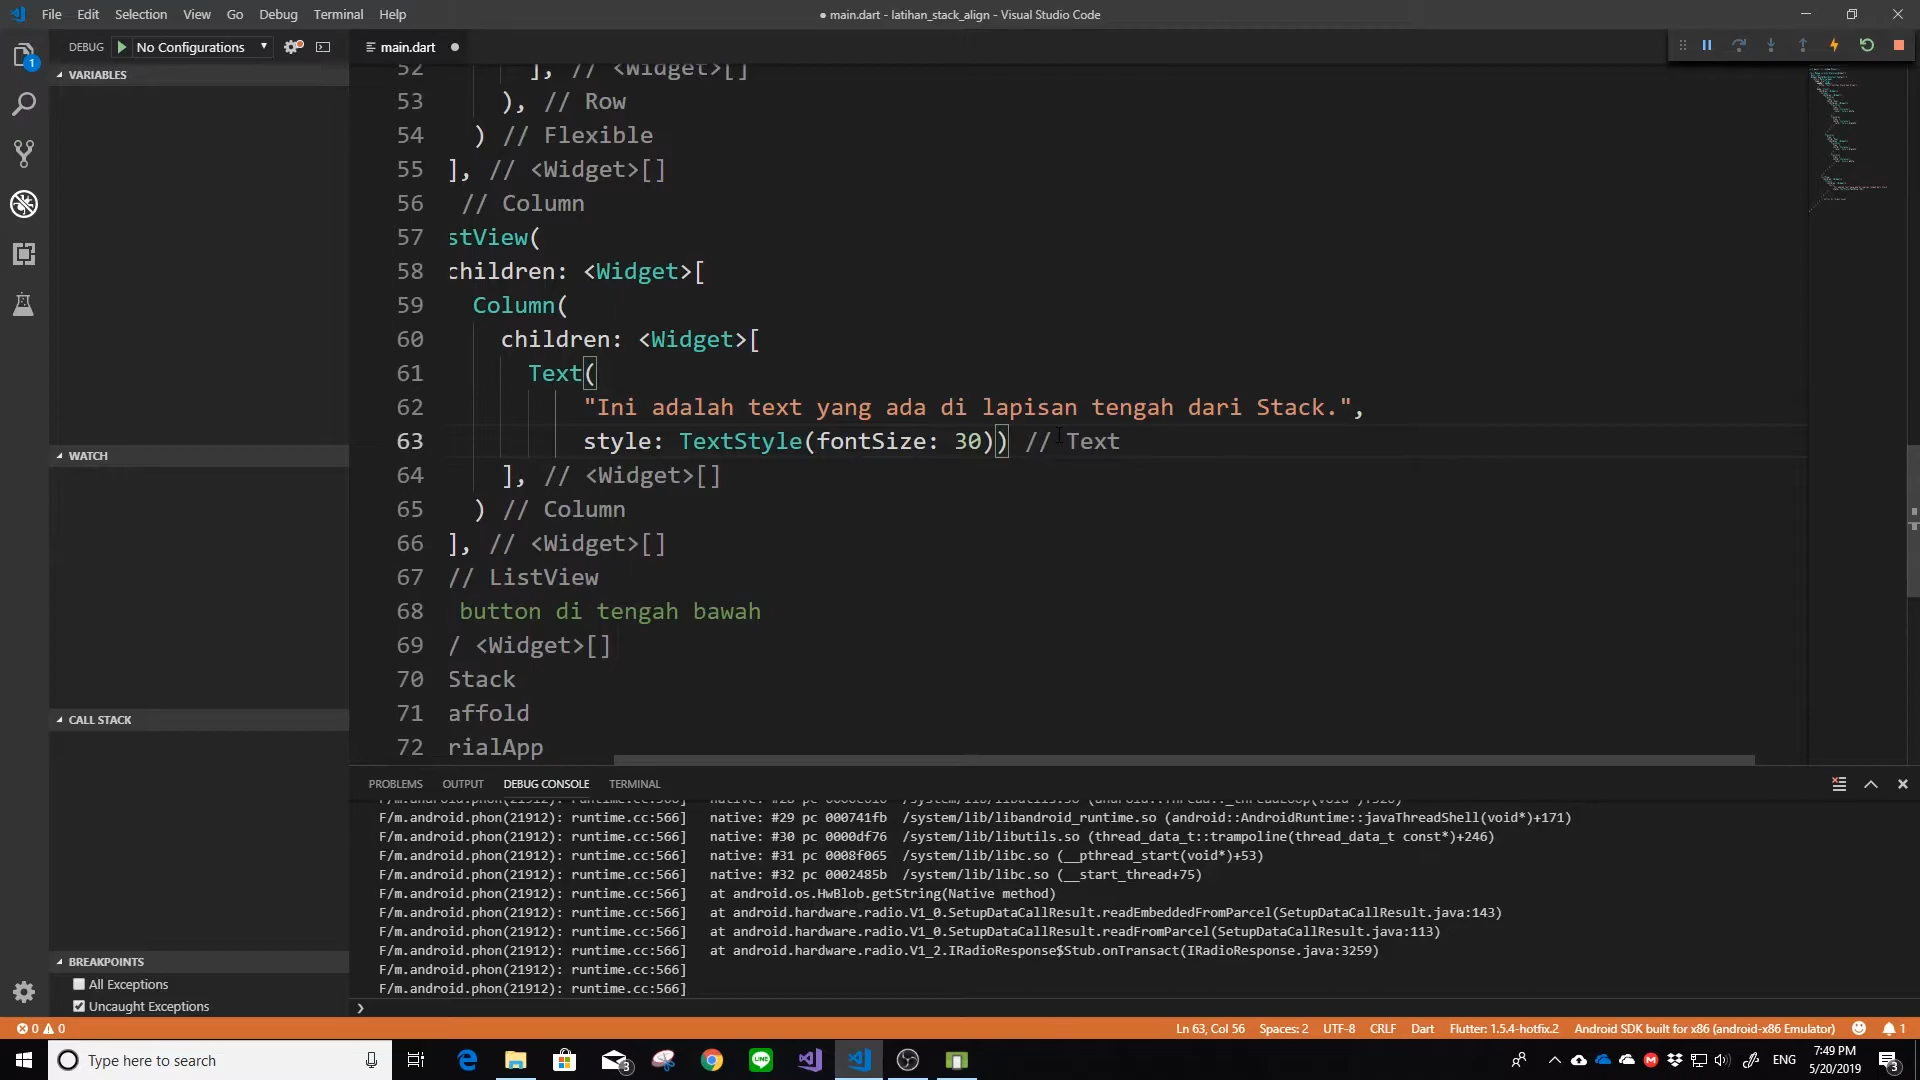 File Edit Selection View Go Debug Terminal Help
● main.dart - latihan_stack_align - Visual Studio Code
DEBUG No Configurations
main.dart ●
1
VARIABLES
WATCH
CALL STACK
BREAKPOINTS
All Exceptions
Uncaught Exceptions
52 ], // <Widget>[]
53 ), // Row
54 ) // Flexible
55 ], // <Widget>[]
56 // Column
57 stView(
58 children: <Widget>[
59 Column(
60 children: <Widget>[
61 Text(
62 "Ini adalah text yang ada di lapisan tengah dari Stack.",
63 style: TextStyle(fontSize: 30)) // Text
64 ], // <Widget>[]
65 ) // Column
66 ], // <Widget>[]
67 // ListView
68 button di tengah bawah
69 / <Widget>[]
70 Stack
71 affold
72 rialApp
PROBLEMS OUTPUT DEBUG CONSOLE TERMINAL
F/m.android.phon(21912): runtime.cc:566] native: #29 pc 000741fb /system/lib/libandroid_runtime.so (android::AndroidRuntime::javaThreadShell(void*)+171)
F/m.android.phon(21912): runtime.cc:566] native: #30 pc 0000df76 /system/lib/libutils.so (thread_data_t::trampoline(thread_data_t const*)+246)
F/m.android.phon(21912): runtime.cc:566] native: #31 pc 0008f065 /system/lib/libc.so (__pthread_start(void*)+53)
F/m.android.phon(21912): runtime.cc:566] native: #32 pc 0002485b /system/lib/libc.so (__start_thread+75)
F/m.android.phon(21912): runtime.cc:566] at android.os.HwBlob.getString(Native method)
F/m.android.phon(21912): runtime.cc:566] at android.hardware.radio.V1_0.SetupDataCallResult.readEmbeddedFromParcel(SetupDataCallResult.java:143)
F/m.android.phon(21912): runtime.cc:566] at android.hardware.radio.V1_0.SetupDataCallResult.readFromParcel(SetupDataCallResult.java:113)
F/m.android.phon(21912): runtime.cc:566] at android.hardware.radio.V1_2.IRadioResponse$Stub.onTransact(IRadioResponse.java:3259)
F/m.android.phon(21912): runtime.cc:566]
F/m.android.phon(21912): runtime.cc:566]
0 0 Ln 63, Col 56 Spaces: 2 UTF-8 CRLF Dart Flutter: 1.5.4-hotfix.2 Android SDK built for x86 (android-x86 Emulator) 1
Type here to search 3 LINE ENG 7:49 PM
5/20/2019 3